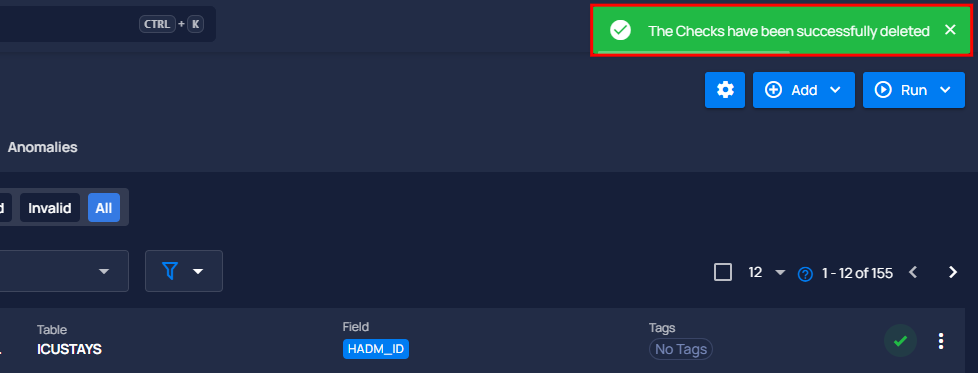 CTRL + K
The Checks have been successfully deleted
Add
Run
Anomalies
d
Invalid
All
12
? 1 - 12 of 155
Table
Field
Tags
ICUSTAYS
HADM_ID
No Tags